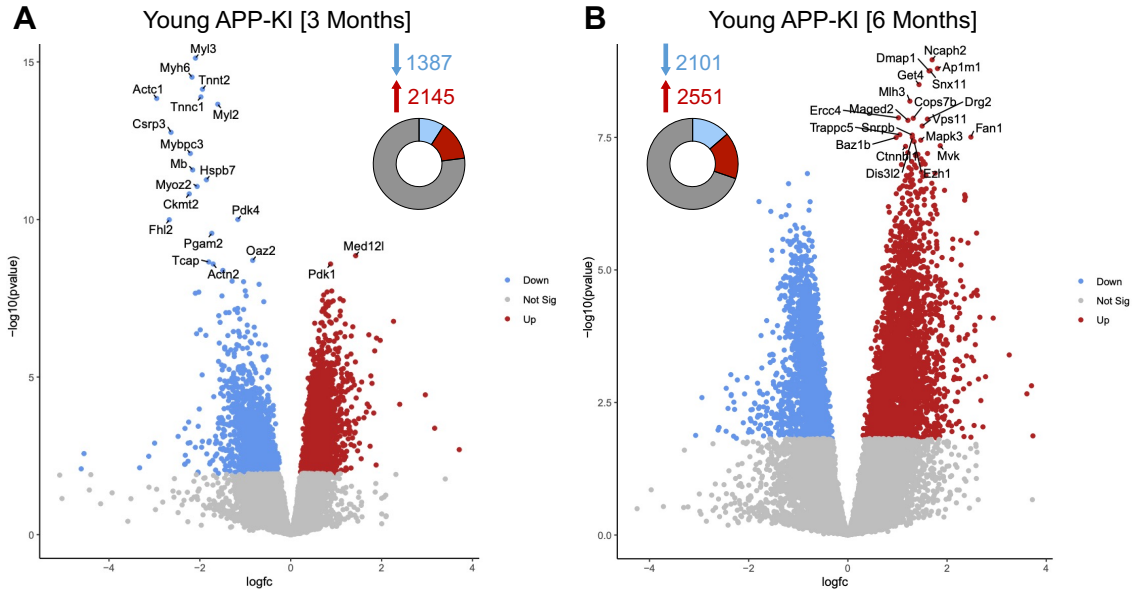 A
Young APP-KI [3 Months]
1387
2145
−log10(pvalue)
15
10
5
0
Myl3
Myh6
Tnnt2
Actc1
Tnnc1
Myl2
Csrp3
Mybpc3
Mb
Hspb7
Myoz2
Ckmt2
Pdk4
Fhl2
Pgam2
Oaz2
Med12l
Tcap
Actn2
Pdk1
Down
Not Sig
Up
−4
−2
0
2
4
logfc
B
Young APP-KI [6 Months]
2101
2551
−log10(pvalue)
7.5
5.0
2.5
0.0
Ncaph2
Dmap1
Ap1m1
Get4
Snx11
Mlh3
Cops7b
Drg2
Ercc4
Maged2
Vps11
Trappc5
Snrpb
Fan1
Baz1b
Mapk3
Mvk
Dis3l2
Ezh1
Down
Not Sig
Up
−4
−2
0
2
4
logfc